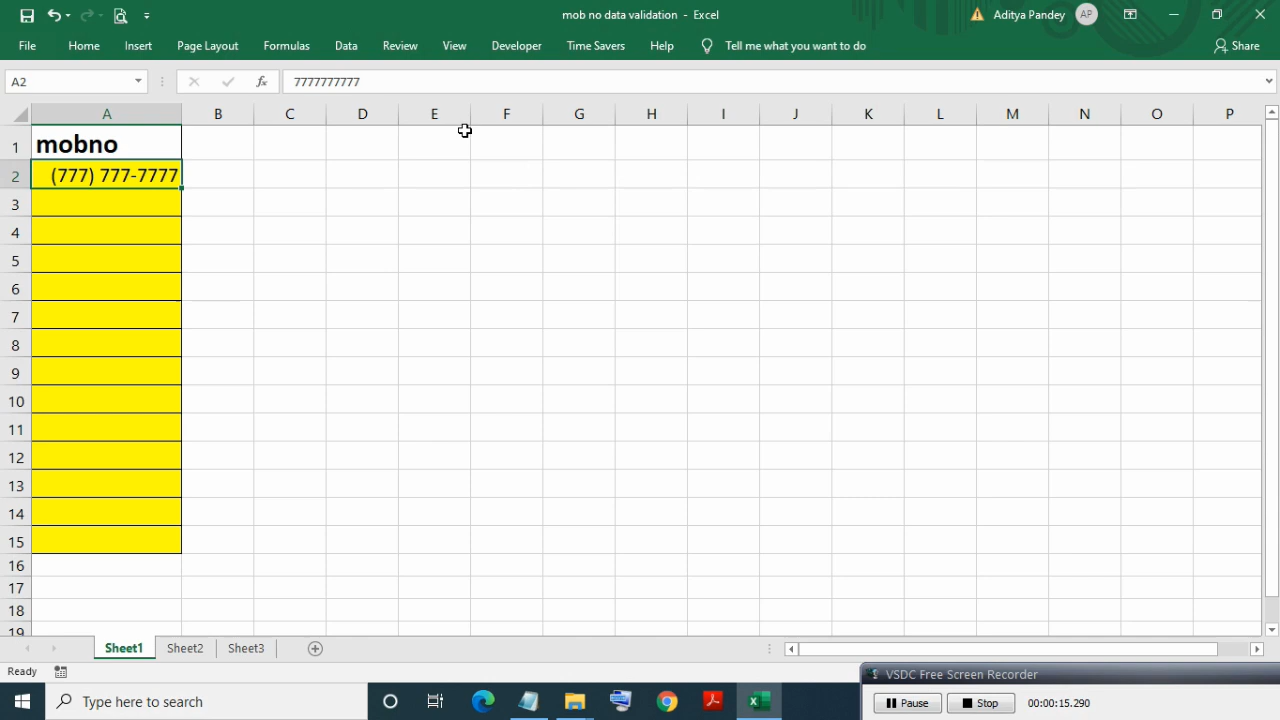 mob no data validation - Excel
Aditya Pandey AP
File Home Insert Page Layout Formulas Data Review View Developer Time Savers Help Tell me what you want to do Share
A2 fx 7777777777
A B C D E F G H I J K L M N O P
1 mobno
2 (777) 777-7777
3
4
5
6
7
8
9
10
11
12
13
14
15
16
17
18
19
Sheet1 Sheet2 Sheet3
Ready
VSDC Free Screen Recorder
Type here to search
Pause Stop 00:00:15.290